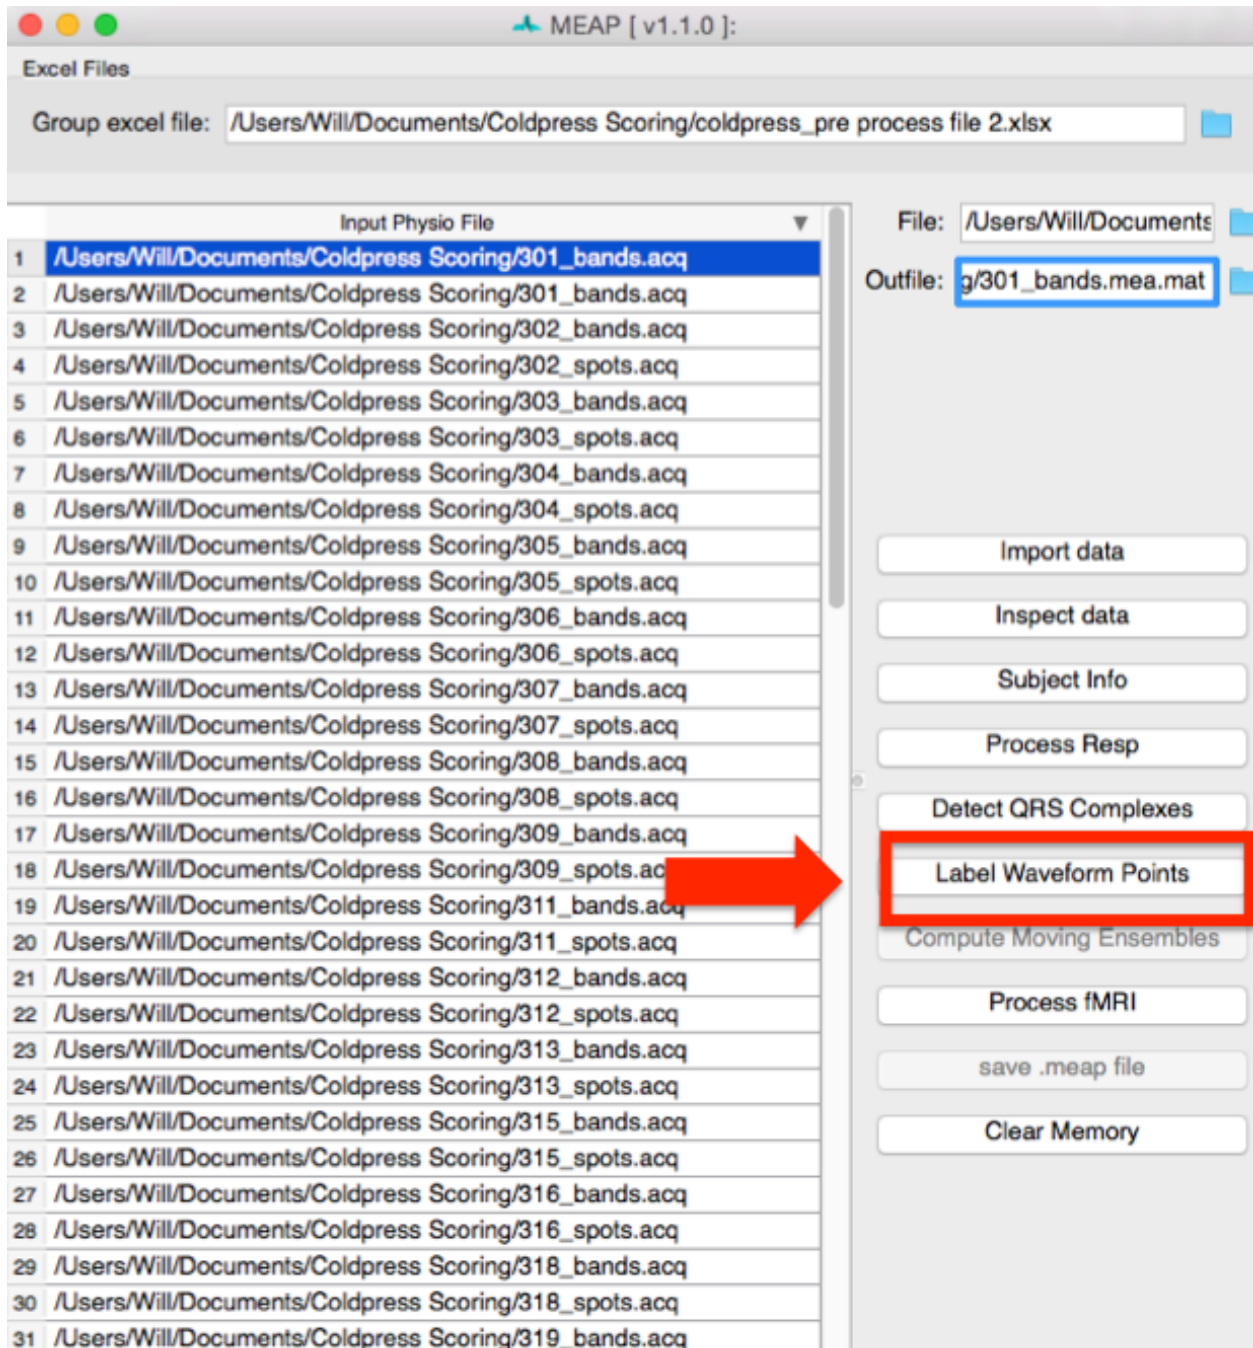 MEAP [ v1.1.0 ]:
Excel Files
Group excel file: /Users/Will/Documents/Coldpress Scoring/coldpress_pre process file 2.xlsx
Input Physio File
1 /Users/Will/Documents/Coldpress Scoring/301_bands.acq
2 /Users/Will/Documents/Coldpress Scoring/301_bands.acq
3 /Users/Will/Documents/Coldpress Scoring/302_bands.acq
4 /Users/Will/Documents/Coldpress Scoring/302_spots.acq
5 /Users/Will/Documents/Coldpress Scoring/303_bands.acq
6 /Users/Will/Documents/Coldpress Scoring/303_spots.acq
7 /Users/Will/Documents/Coldpress Scoring/304_bands.acq
8 /Users/Will/Documents/Coldpress Scoring/304_spots.acq
9 /Users/Will/Documents/Coldpress Scoring/305_bands.acq
10 /Users/Will/Documents/Coldpress Scoring/305_spots.acq
11 /Users/Will/Documents/Coldpress Scoring/306_bands.acq
12 /Users/Will/Documents/Coldpress Scoring/306_spots.acq
13 /Users/Will/Documents/Coldpress Scoring/307_bands.acq
14 /Users/Will/Documents/Coldpress Scoring/307_spots.acq
15 /Users/Will/Documents/Coldpress Scoring/308_bands.acq
16 /Users/Will/Documents/Coldpress Scoring/308_spots.acq
17 /Users/Will/Documents/Coldpress Scoring/309_bands.acq
18 /Users/Will/Documents/Coldpress Scoring/309_spots.ac
19 /Users/Will/Documents/Coldpress Scoring/311_bands.acq
20 /Users/Will/Documents/Coldpress Scoring/311_spots.acq
21 /Users/Will/Documents/Coldpress Scoring/312_bands.acq
22 /Users/Will/Documents/Coldpress Scoring/312_spots.acq
23 /Users/Will/Documents/Coldpress Scoring/313_bands.acq
24 /Users/Will/Documents/Coldpress Scoring/313_spots.acq
25 /Users/Will/Documents/Coldpress Scoring/315_bands.acq
26 /Users/Will/Documents/Coldpress Scoring/315_spots.acq
27 /Users/Will/Documents/Coldpress Scoring/316_bands.acq
28 /Users/Will/Documents/Coldpress Scoring/316_spots.acq
29 /Users/Will/Documents/Coldpress Scoring/318_bands.acq
30 /Users/Will/Documents/Coldpress Scoring/318_spots.acq
31 /Users/Will/Documents/Coldpress Scoring/319_bands.acq
File: /Users/Will/Documents
Outfile: g/301_bands.mea.mat
Import data
Inspect data
Subject Info
Process Resp
Detect QRS Complexes
Label Waveform Points
Compute Moving Ensembles
Process fMRI
save .meap file
Clear Memory